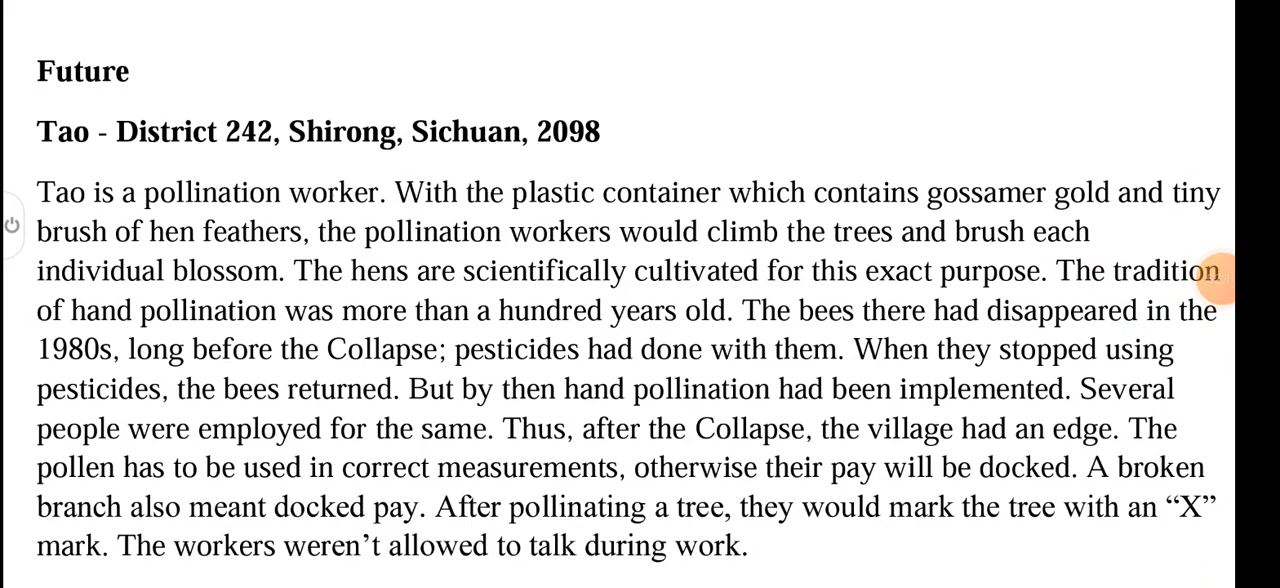 Future
Tao - District 242, Shirong, Sichuan, 2098
Tao is a pollination worker. With the plastic container which contains gossamer gold and tiny
brush of hen feathers, the pollination workers would climb the trees and brush each
individual blossom. The hens are scientifically cultivated for this exact purpose. The tradition
of hand pollination was more than a hundred years old. The bees there had disappeared in the
1980s, long before the Collapse; pesticides had done with them. When they stopped using
pesticides, the bees returned. But by then hand pollination had been implemented. Several
people were employed for the same. Thus, after the Collapse, the village had an edge. The
pollen has to be used in correct measurements, otherwise their pay will be docked. A broken
branch also meant docked pay. After pollinating a tree, they would mark the tree with an “X”
mark. The workers weren’t allowed to talk during work.